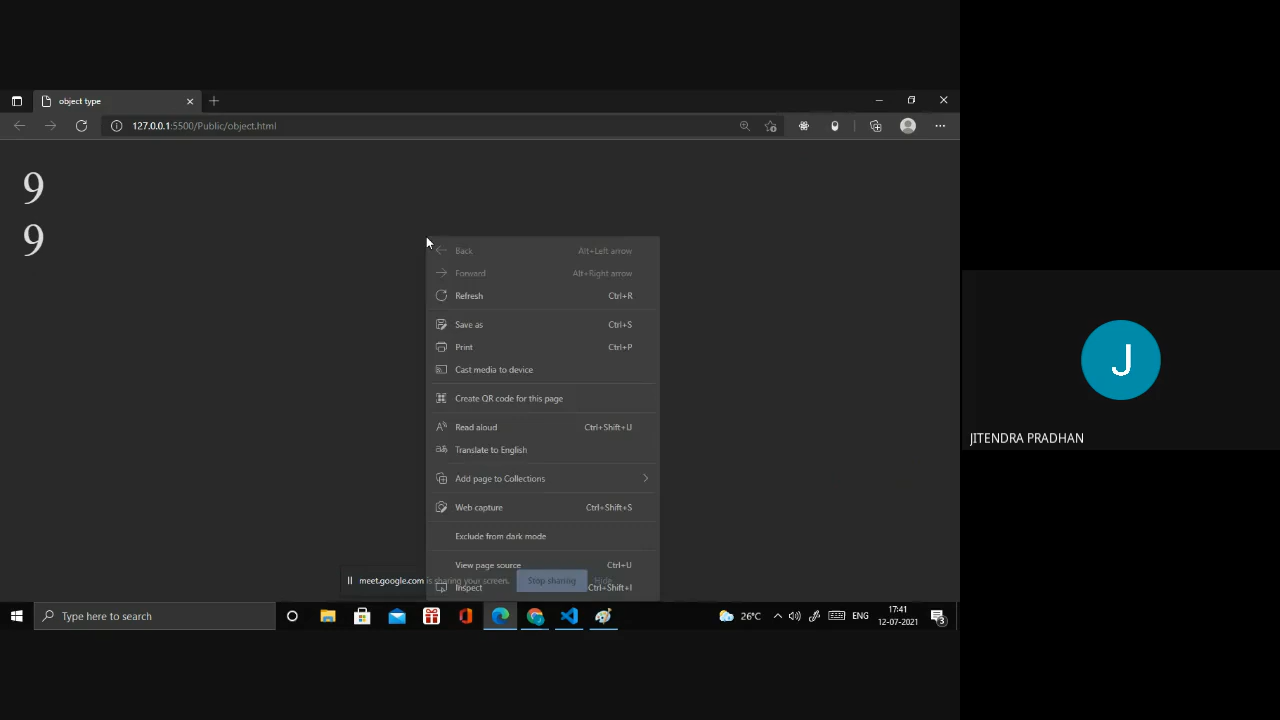 object type
127.0.0.1:5500/Public/object.html
9
9
Back Alt+Left arrow
Forward Alt+Right arrow
Refresh Ctrl+R
Save as Ctrl+S
Print Ctrl+P
Cast media to device
Create QR code for this page
Read aloud Ctrl+Shift+U
Translate to English
Add page to Collections
Web capture Ctrl+Shift+S
Exclude from dark mode
View page source Ctrl+U
meet.google.com is sharing your screen. Stop sharing Hide
Inspect Ctrl+Shift+I
J
JITENDRA PRADHAN
Type here to search
26°C
ENG
17:41
12-07-2021
3